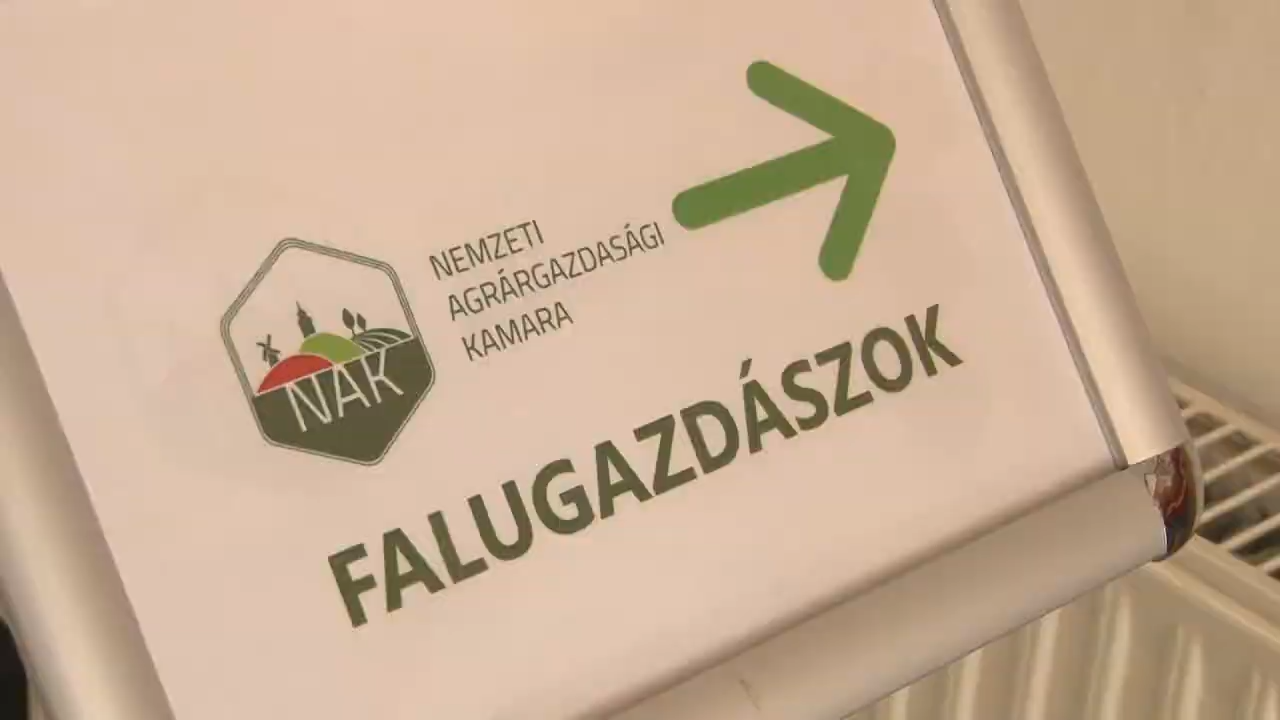 NEMZETI
AGRÁRGAZDASÁGI
KAMARA
NAK
FALUGAZDÁSZOK